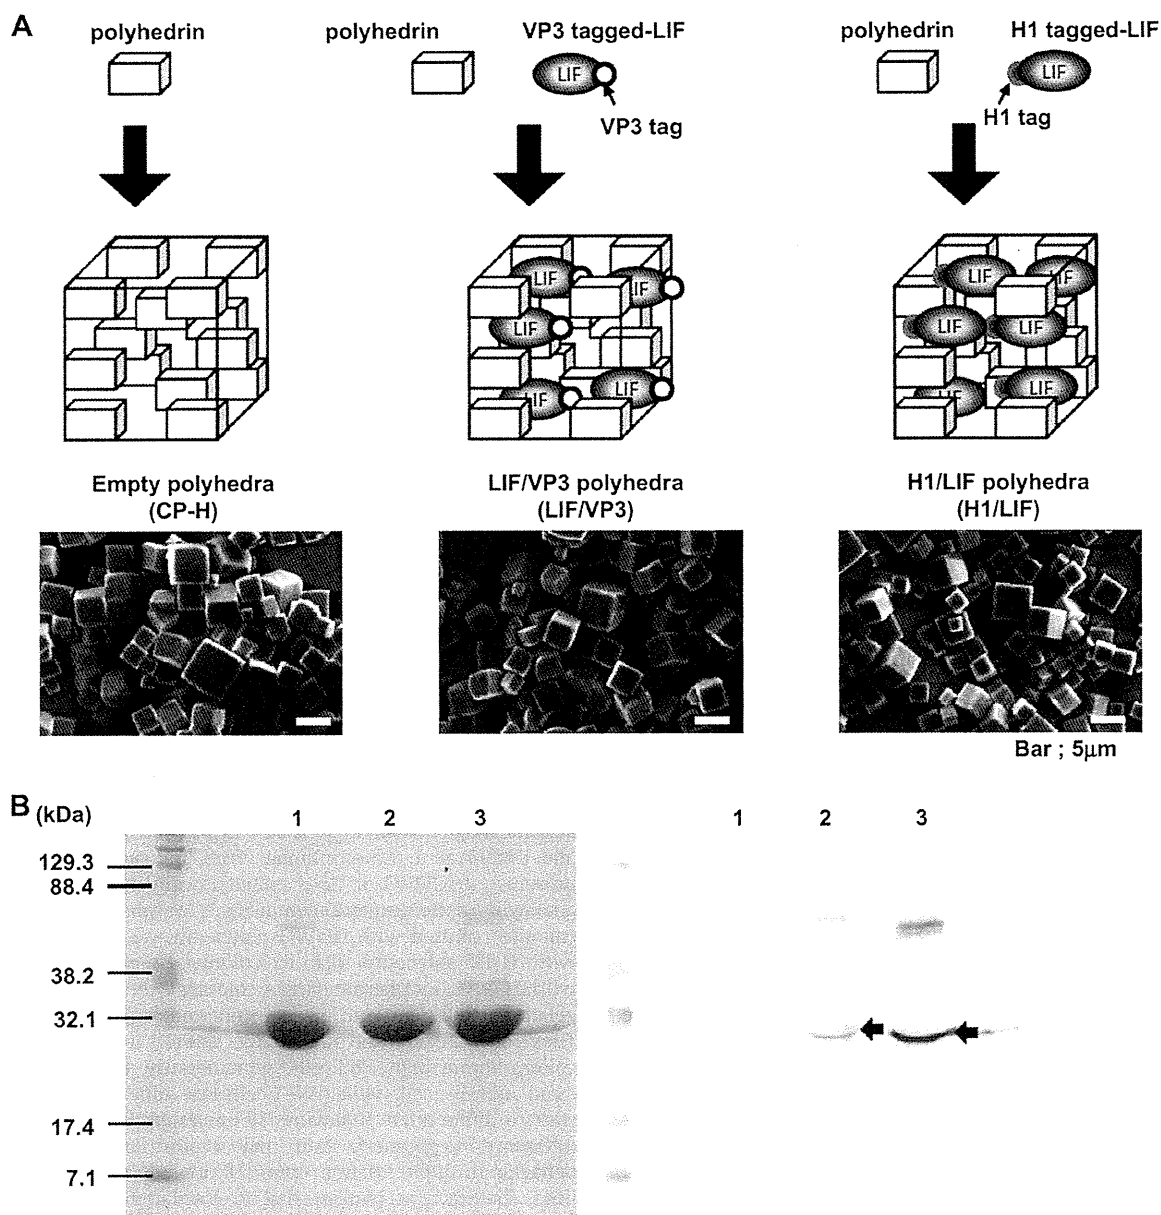 A
polyhedrin
polyhedrin
VP3 tagged-LIF
polyhedrin
H1 tagged-LIF
LIF
LIF
VP3 tag
H1 tag
LIF
LIF
LIF
LIF
LIF
LIF
LIF
LIF
LIF
LIF
LIF
Empty polyhedra
(CP-H)
LIF/VP3 polyhedra
(LIF/VP3)
H1/LIF polyhedra
(H1/LIF)
Bar ; 5μm
B (kDa)
1 2 3
1 2 3
129.3
88.4
38.2
32.1
17.4
7.1